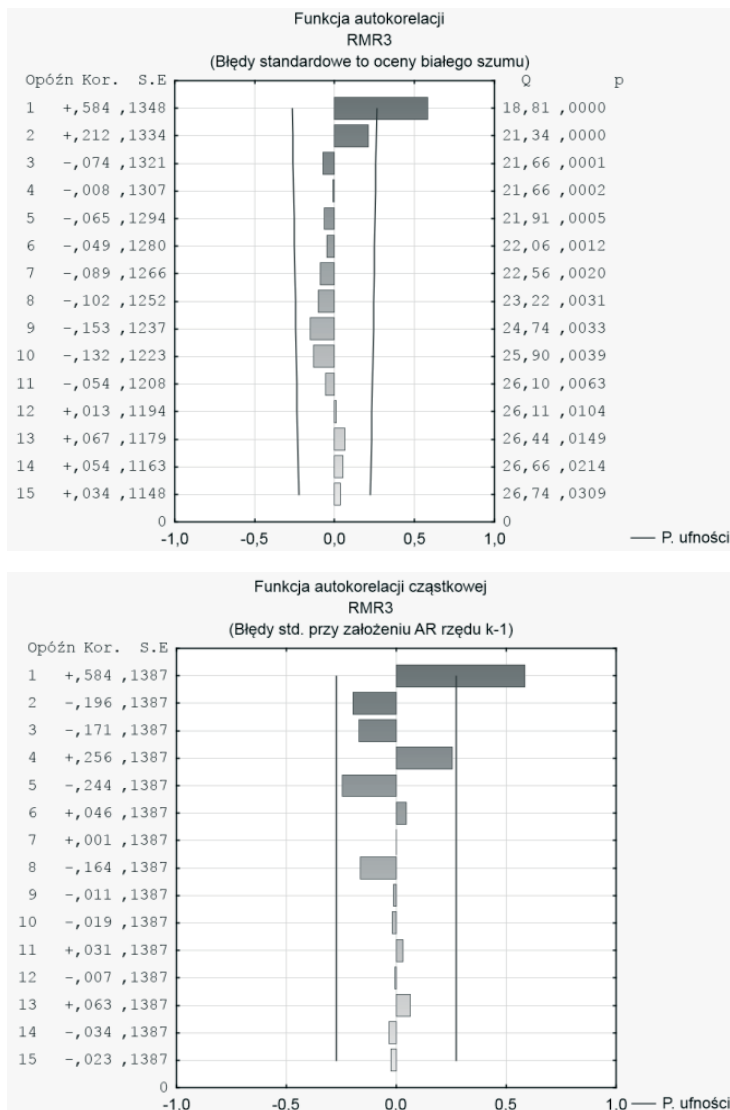 Funkcja autokorelacji
RMR3
(Błędy standardowe to oceny białego szumu)
Opóźn Kor. S.E Q p
1 +,584 ,1348 18,81 ,0000
2 +,212 ,1334 21,34 ,0000
3 -,074 ,1321 21,66 ,0001
4 -,008 ,1307 21,66 ,0002
5 -,065 ,1294 21,91 ,0005
6 -,049 ,1280 22,06 ,0012
7 -,089 ,1266 22,56 ,0020
8 -,102 ,1252 23,22 ,0031
9 -,153 ,1237 24,74 ,0033
10 -,132 ,1223 25,90 ,0039
11 -,054 ,1208 26,10 ,0063
12 +,013 ,1194 26,11 ,0104
13 +,067 ,1179 26,44 ,0149
14 +,054 ,1163 26,66 ,0214
15 +,034 ,1148 26,74 ,0309
0 0
-1,0 -0,5 0,0 0,5 1,0 P. ufności
Funkcja autokorelacji cząstkowej
RMR3
(Błędy std. przy założeniu AR rzędu k-1)
Opóźn Kor. S.E
1 +,584 ,1387
2 -,196 ,1387
3 -,171 ,1387
4 +,256 ,1387
5 -,244 ,1387
6 +,046 ,1387
7 +,001 ,1387
8 -,164 ,1387
9 -,011 ,1387
10 -,019 ,1387
11 +,031 ,1387
12 -,007 ,1387
13 +,063 ,1387
14 -,034 ,1387
15 -,023 ,1387
0
-1,0 -0,5 0,0 0,5 1,0 P. ufności